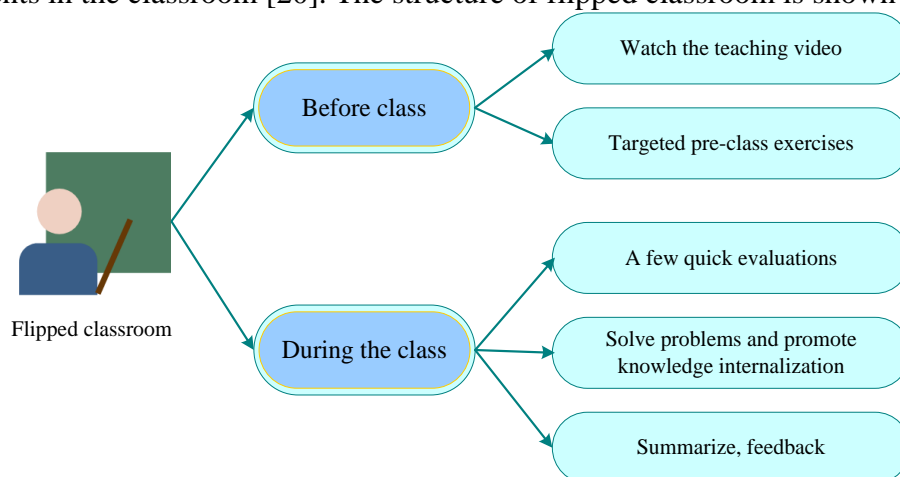 ents in the classroom [20]. The structure of flipped classroom is shown
Watch the teaching video
Before class
Targeted pre-class exercises
A few quick evaluations
Flipped classroom
During the class
Solve problems and promote
knowledge internalization
Summarize, feedback